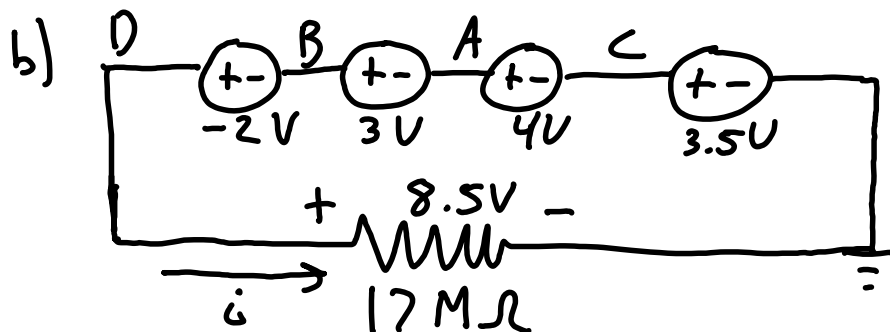 b) D B A C
+ - + - + - + -
-2V 3V 4V 3.5V
+ 8.5V -
i 17 MΩ